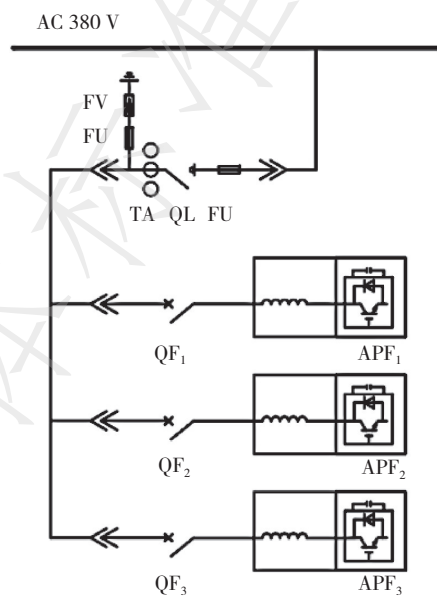 AC 380 V
FV
FU
TA QL FU
QF₁ APF₁
QF₂ APF₂
QF₃ APF₃